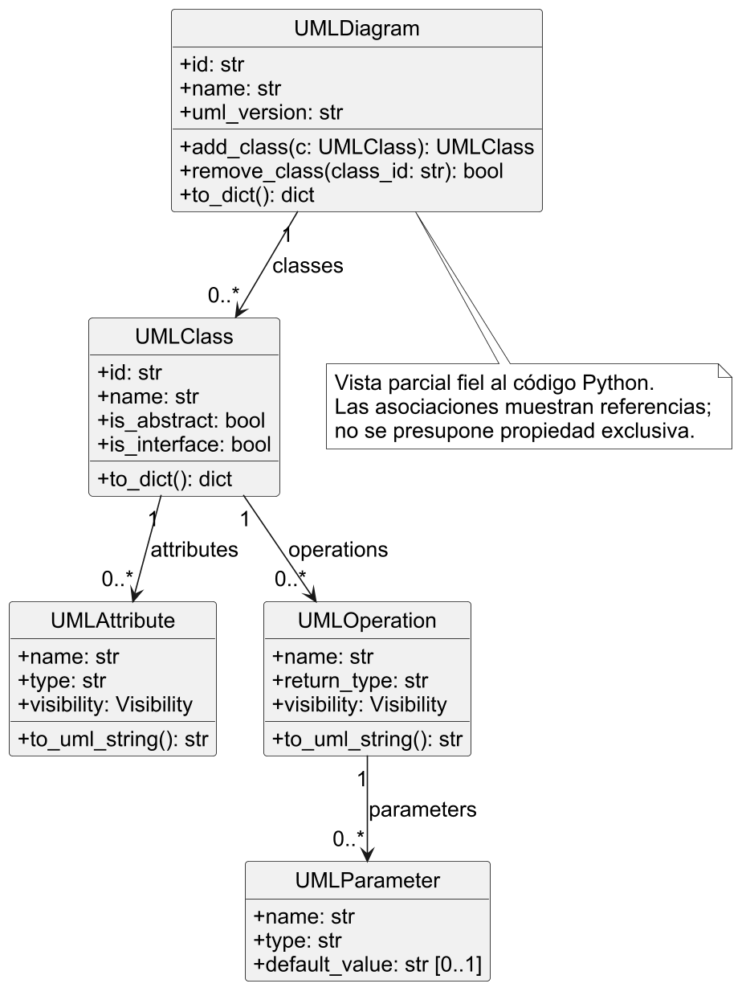 UMLDiagram
+id: str
+name: str
+uml_version: str
+add_class(c: UMLClass): UMLClass
+remove_class(class_id: str): bool
+to_dict(): dict
1
classes
0..*
UMLClass
+id: str
+name: str
+is_abstract: bool
+is_interface: bool
+to_dict(): dict
Vista parcial fiel al código Python.
Las asociaciones muestran referencias;
no se presupone propiedad exclusiva.
1
attributes
0..*
1
operations
0..*
UMLAttribute
+name: str
+type: str
+visibility: Visibility
+to_uml_string(): str
UMLOperation
+name: str
+return_type: str
+visibility: Visibility
+to_uml_string(): str
1
parameters
0..*
UMLParameter
+name: str
+type: str
+default_value: str [0..1]